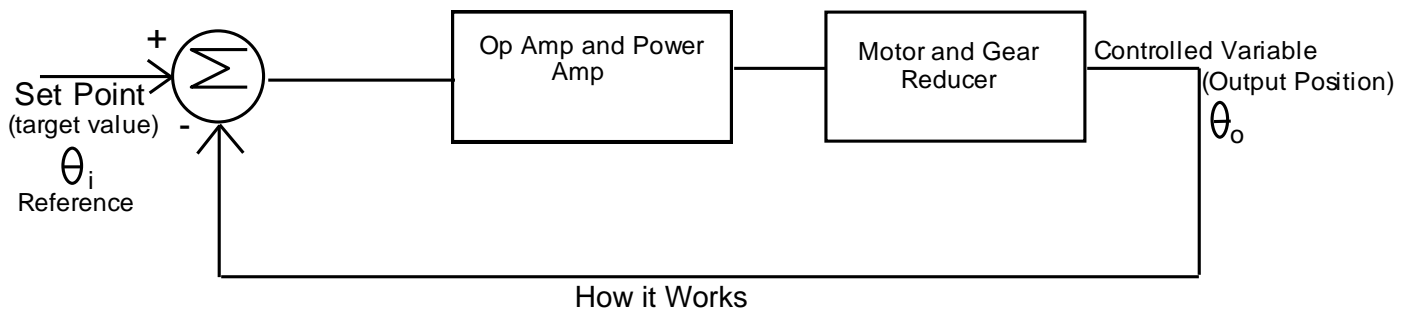 +
Σ
Set Point
(target value)
-
θi
Reference
Op Amp and Power
Amp
Motor and Gear
Reducer
Controlled Variable
(Output Position)
θo
How it Works